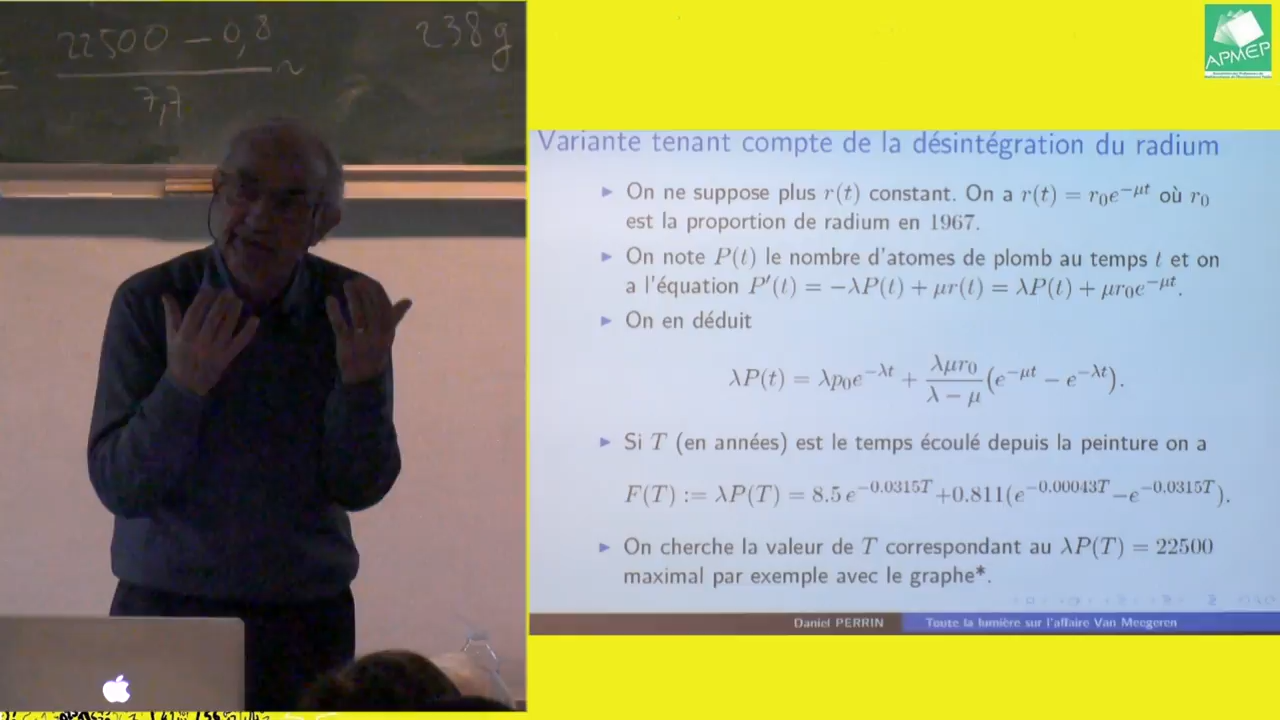 22500 - 0,8
7,7
238 g
APMEP
Variante tenant compte de la désintégration du radium
▶ On ne suppose plus r(t) constant. On a r(t) = r₀e^{−μt} où r₀
est la proportion de radium en 1967.
▶ On note P(t) le nombre d'atomes de plomb au temps t et on
a l'équation P′(t) = −λP(t) + μr(t) = λP(t) + μr₀e^{−μt}.
▶ On en déduit
λP(t) = λp₀e^{−λt} + λμr₀/(λ − μ) (e^{−μt} − e^{−λt}).
▶ Si T (en années) est le temps écoulé depuis la peinture on a
F(T) := λP(T) = 8.5 e^{−0.0315T} + 0.811(e^{−0.00043T} − e^{−0.0315T}).
▶ On cherche la valeur de T correspondant au λP(T) = 22500
maximal par exemple avec le graphe*.
Daniel PERRIN Toute la lumière sur l'affaire Van Meegeren